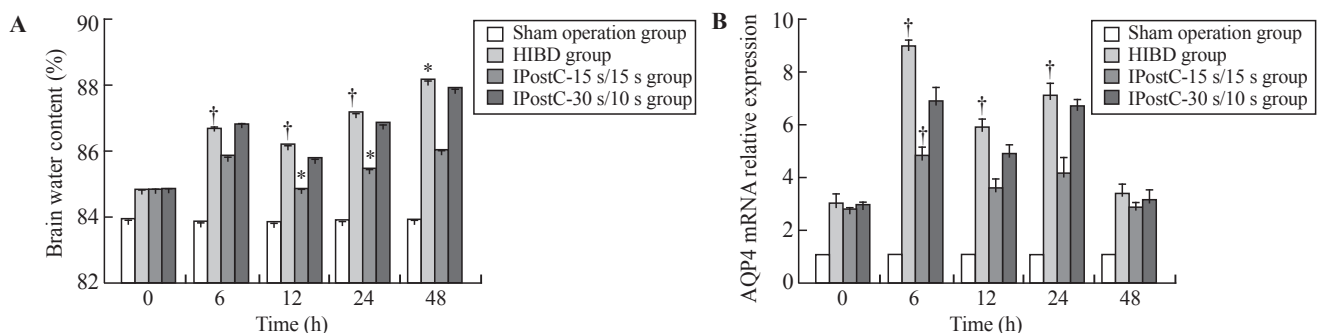 A
Brain water content (%)
90
88
86
84
82
† † † *
* *
0 6 12 24 48
Time (h)
Sham operation group
HIBD group
IPostC-15 s/15 s group
IPostC-30 s/10 s group
B
AQP4 mRNA relative expression
10
8
6
4
2
0
† † † †
0 6 12 24 48
Time (h)
Sham operation group
HIBD group
IPostC-15 s/15 s group
IPostC-30 s/10 s group